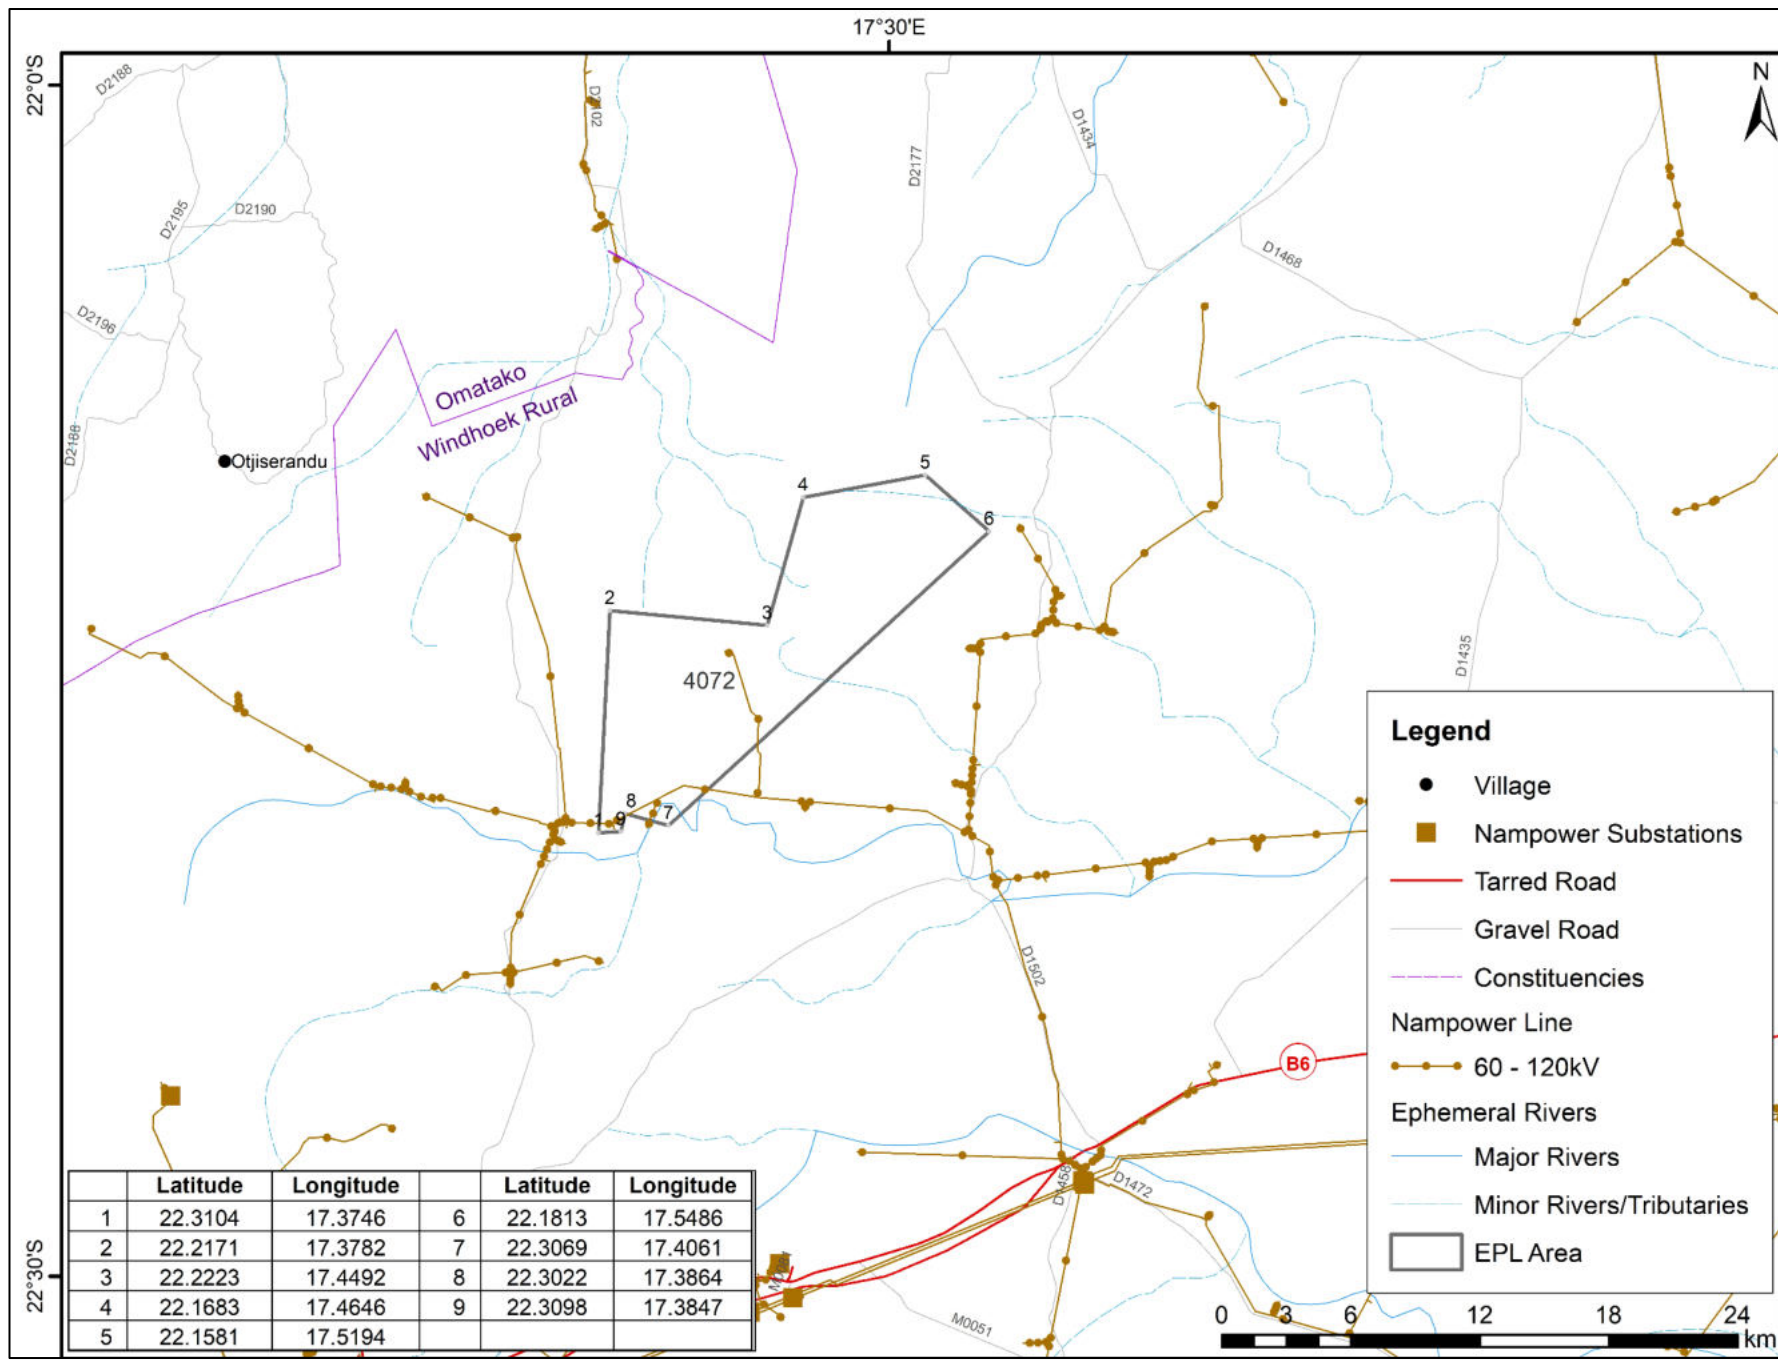 17°30'E
22°0'S
N
D2188
D2102
D2177
D1434
D2195
D2190
D1468
D2196
Omatako
Windhoek Rural
D2188
Otjiserandu
5
4
6
2
3
D1435
4072
8
1
9
7
D1502
B6
D1458
D1472
22°30'S
M0051
Legend
Village
Nampower Substations
Tarred Road
Gravel Road
Constituencies
Nampower Line
60 - 120kV
Ephemeral Rivers
Major Rivers
Minor Rivers/Tributaries
EPL Area
0 3 6 12 18 24
km
Latitude Longitude Latitude Longitude
1 22.3104 17.3746 6 22.1813 17.5486
2 22.2171 17.3782 7 22.3069 17.4061
3 22.2223 17.4492 8 22.3022 17.3864
4 22.1683 17.4646 9 22.3098 17.3847
5 22.1581 17.5194